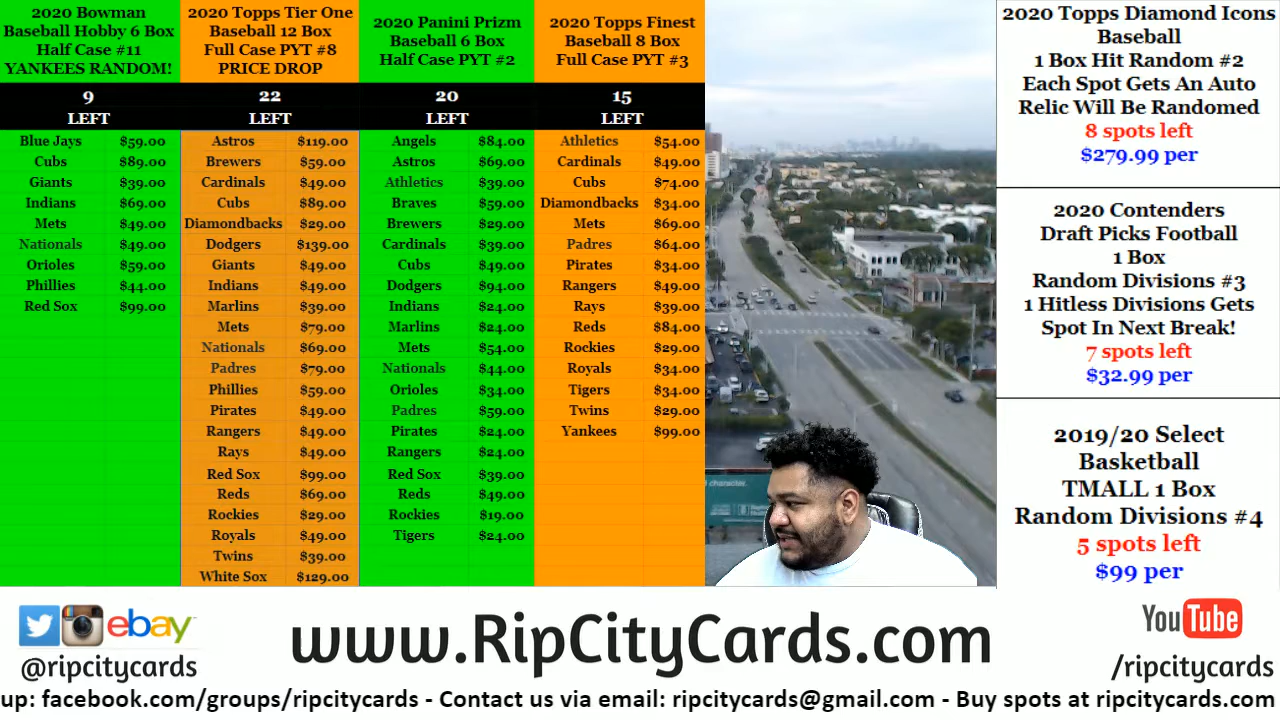 2020 Bowman
Baseball Hobby 6 Box
Half Case #11
YANKEES RANDOM!
9
LEFT
Blue Jays $59.00
Cubs $89.00
Giants $39.00
Indians $69.00
Mets $49.00
Nationals $49.00
Orioles $59.00
Phillies $44.00
Red Sox $99.00
2020 Topps Tier One
Baseball 12 Box
Full Case PYT #8
PRICE DROP
22
LEFT
Astros $119.00
Brewers $59.00
Cardinals $49.00
Cubs $89.00
Diamondbacks $29.00
Dodgers $139.00
Giants $49.00
Indians $49.00
Marlins $39.00
Mets $79.00
Nationals $69.00
Padres $79.00
Phillies $59.00
Pirates $49.00
Rangers $49.00
Rays $49.00
Red Sox $99.00
Reds $69.00
Rockies $29.00
Royals $49.00
Twins $39.00
White Sox $129.00
2020 Panini Prizm
Baseball 6 Box
Half Case PYT #2
20
LEFT
Angels $84.00
Astros $69.00
Athletics $39.00
Braves $59.00
Brewers $29.00
Cardinals $39.00
Cubs $49.00
Dodgers $94.00
Indians $24.00
Marlins $24.00
Mets $54.00
Nationals $44.00
Orioles $34.00
Padres $59.00
Pirates $24.00
Rangers $24.00
Red Sox $39.00
Reds $49.00
Rockies $19.00
Tigers $24.00
2020 Topps Finest
Baseball 8 Box
Full Case PYT #3
15
LEFT
Athletics $54.00
Cardinals $49.00
Cubs $74.00
Diamondbacks $34.00
Mets $69.00
Padres $64.00
Pirates $34.00
Rangers $49.00
Rays $39.00
Reds $84.00
Rockies $29.00
Royals $34.00
Tigers $34.00
Twins $29.00
Yankees $99.00
character.
2020 Topps Diamond Icons
Baseball
1 Box Hit Random #2
Each Spot Gets An Auto
Relic Will Be Randomed
8 spots left
$279.99 per
2020 Contenders
Draft Picks Football
1 Box
Random Divisions #3
1 Hitless Divisions Gets
Spot In Next Break!
7 spots left
$32.99 per
2019/20 Select
Basketball
TMALL 1 Box
Random Divisions #4
5 spots left
$99 per
ebay
@ripcitycards
www.RipCityCards.com
YouTube
/ripcitycards
up: facebook.com/groups/ripcitycards - Contact us via email: ripcitycards@gmail.com - Buy spots at ripcitycards.com